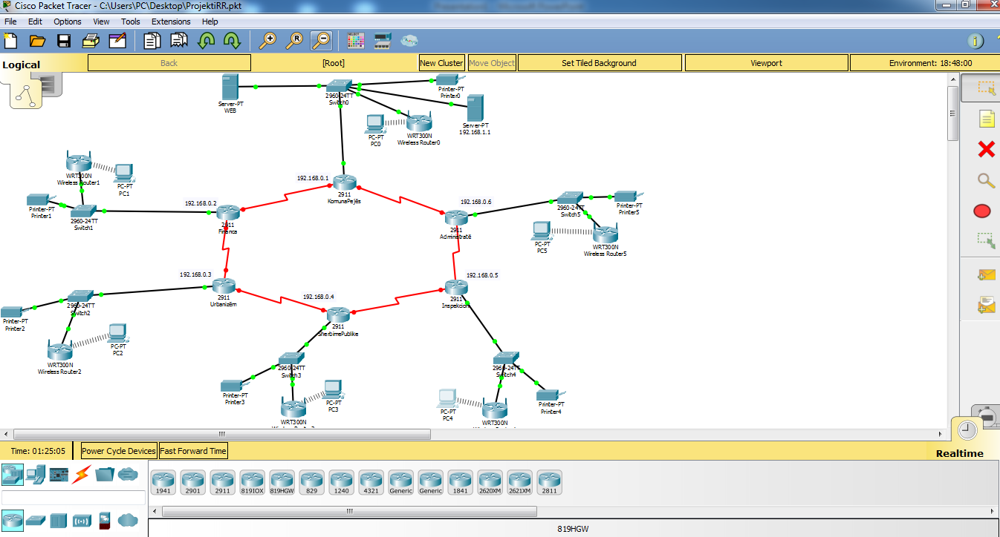 Cisco Packet Tracer - C:\Users\PC\Desktop\ProjektiRR.pkt
File Edit Options View Tools Extensions Help
Logical
Back
[Root]
New Cluster
Move Object
Set Tiled Background
Viewport
Environment: 18:48:00
Server-PT
WEB
2960-24TT
Switch0
Printer-PT
Printer0
Server-PT
192.168.1.1
PC-PT
PC0
WRT300N
Wireless Router0
WRT300N
Wireless Router1
PC-PT
PC1
Printer-PT
Printer1
2960-24TT
Switch1
192.168.0.1
2911
KomunaPejës
192.168.0.2
2911
Financa
192.168.0.6
2911
Administratë
2960-24TT
Switch5
Printer-PT
Printer5
PC-PT
PC5
WRT300N
Wireless Router5
192.168.0.3
2911
Urbanizëm
192.168.0.4
2911
SherbimePublike
192.168.0.5
2911
Inspekcioni
2960-24TT
Switch2
Printer-PT
Printer2
PC-PT
PC2
WRT300N
Wireless Router2
2960-24TT
Switch3
Printer-PT
Printer3
PC-PT
PC3
WRT300N
2960-24TT
Switch4
PC-PT
PC4
Printer-PT
Printer4
WRT300N
Time: 01:25:05
Power Cycle Devices
Fast Forward Time
Realtime
1941 2901 2911 819IOX 819HGW 829 1240 4321 Generic Generic 1841 2620XM 2621XM 2811
819HGW